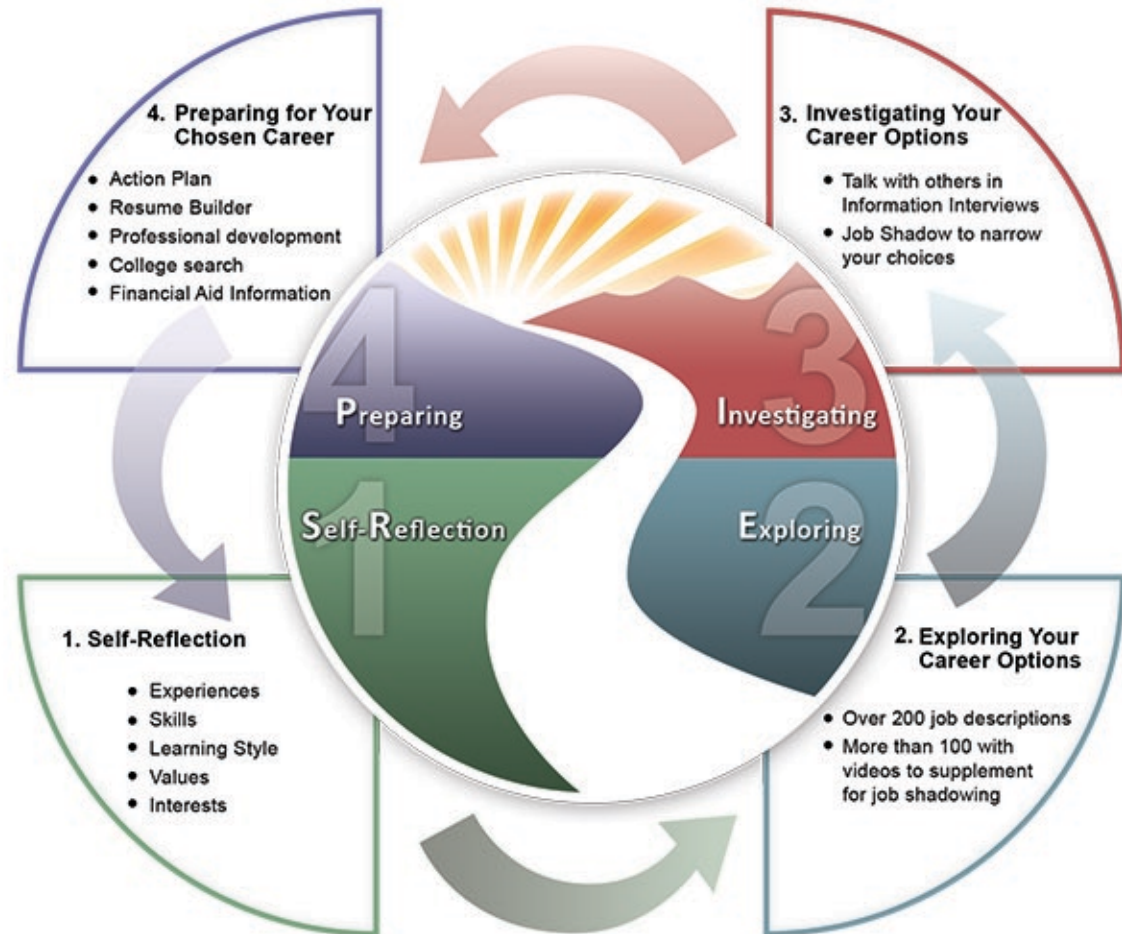 4. Preparing for Your
Chosen Career
• Action Plan
• Resume Builder
• Professional development
• College search
• Financial Aid Information
3. Investigating Your
Career Options
• Talk with others in
Information Interviews
• Job Shadow to narrow
your choices
4
Preparing
3
Investigating
1
Self-Reflection
2
Exploring
1. Self-Reflection
• Experiences
• Skills
• Learning Style
• Values
• Interests
2. Exploring Your
Career Options
• Over 200 job descriptions
• More than 100 with
videos to supplement
for job shadowing